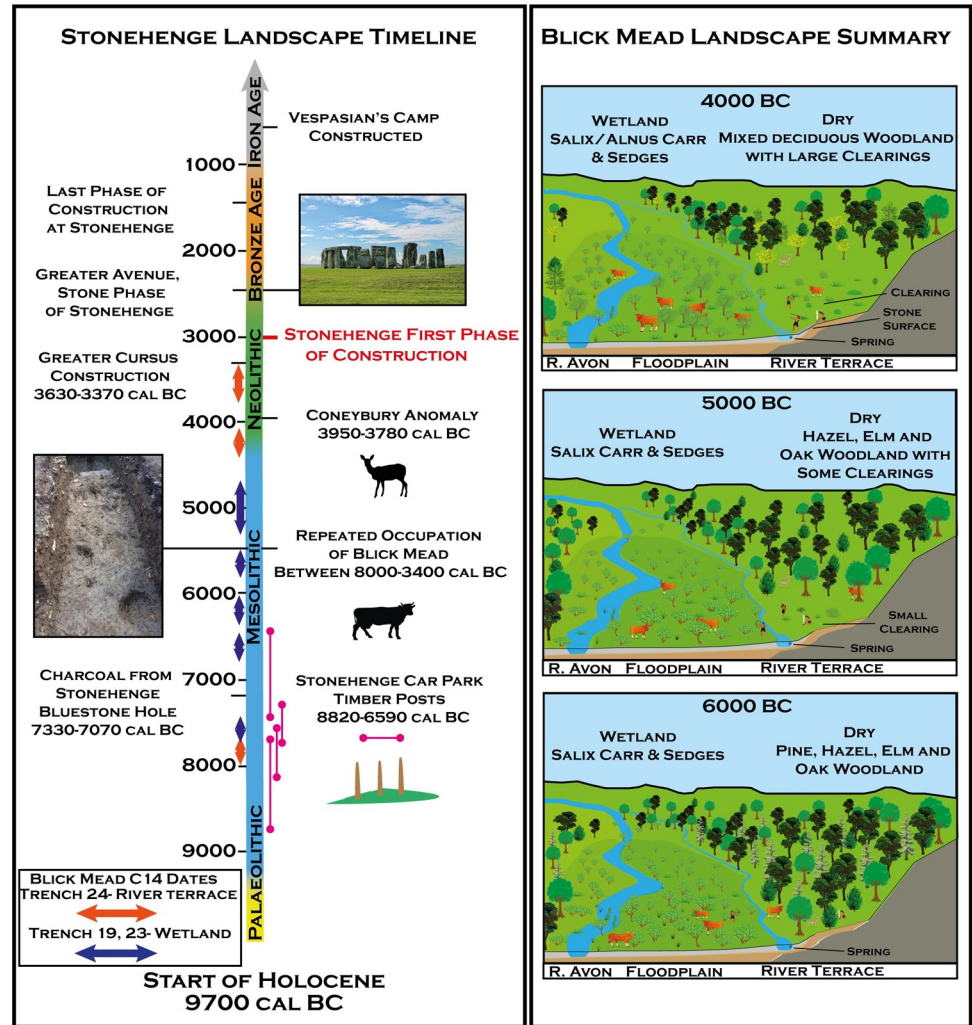 STONEHENGE LANDSCAPE TIMELINE
IRON AGE
BRONZE AGE
NEOLITHIC
MESOLITHIC
PALAEOLITHIC
1000
2000
3000
4000
5000
6000
7000
8000
9000
VESPASIAN'S CAMP
CONSTRUCTED
LAST PHASE OF
CONSTRUCTION
AT STONEHENGE
GREATER AVENUE,
STONE PHASE
OF STONEHENGE
STONEHENGE FIRST PHASE
OF CONSTRUCTION
GREATER CURSUS
CONSTRUCTION
3630-3370 CAL BC
CONEYBURY ANOMALY
3950-3780 CAL BC
REPEATED OCCUPATION
OF BLICK MEAD
BETWEEN 8000-3400 CAL BC
CHARCOAL FROM
STONEHENGE
BLUESTONE HOLE
7330-7070 CAL BC
STONEHENGE CAR PARK
TIMBER POSTS
8820-6590 CAL BC
BLICK MEAD C14 DATES
TRENCH 24- RIVER TERRACE
TRENCH 19, 23- WETLAND
START OF HOLOCENE
9700 CAL BC
BLICK MEAD LANDSCAPE SUMMARY
4000 BC
WETLAND
SALIX/ALNUS CARR
& SEDGES
DRY
MIXED DECIDUOUS WOODLAND
WITH LARGE CLEARINGS
CLEARING
STONE
SURFACE
SPRING
R. AVON FLOODPLAIN RIVER TERRACE
5000 BC
WETLAND
SALIX CARR & SEDGES
DRY
HAZEL, ELM AND
OAK WOODLAND WITH
SOME CLEARINGS
SMALL
CLEARING
SPRING
R. AVON FLOODPLAIN RIVER TERRACE
6000 BC
WETLAND
SALIX CARR & SEDGES
DRY
PINE, HAZEL, ELM AND
OAK WOODLAND
SPRING
R. AVON FLOODPLAIN RIVER TERRACE